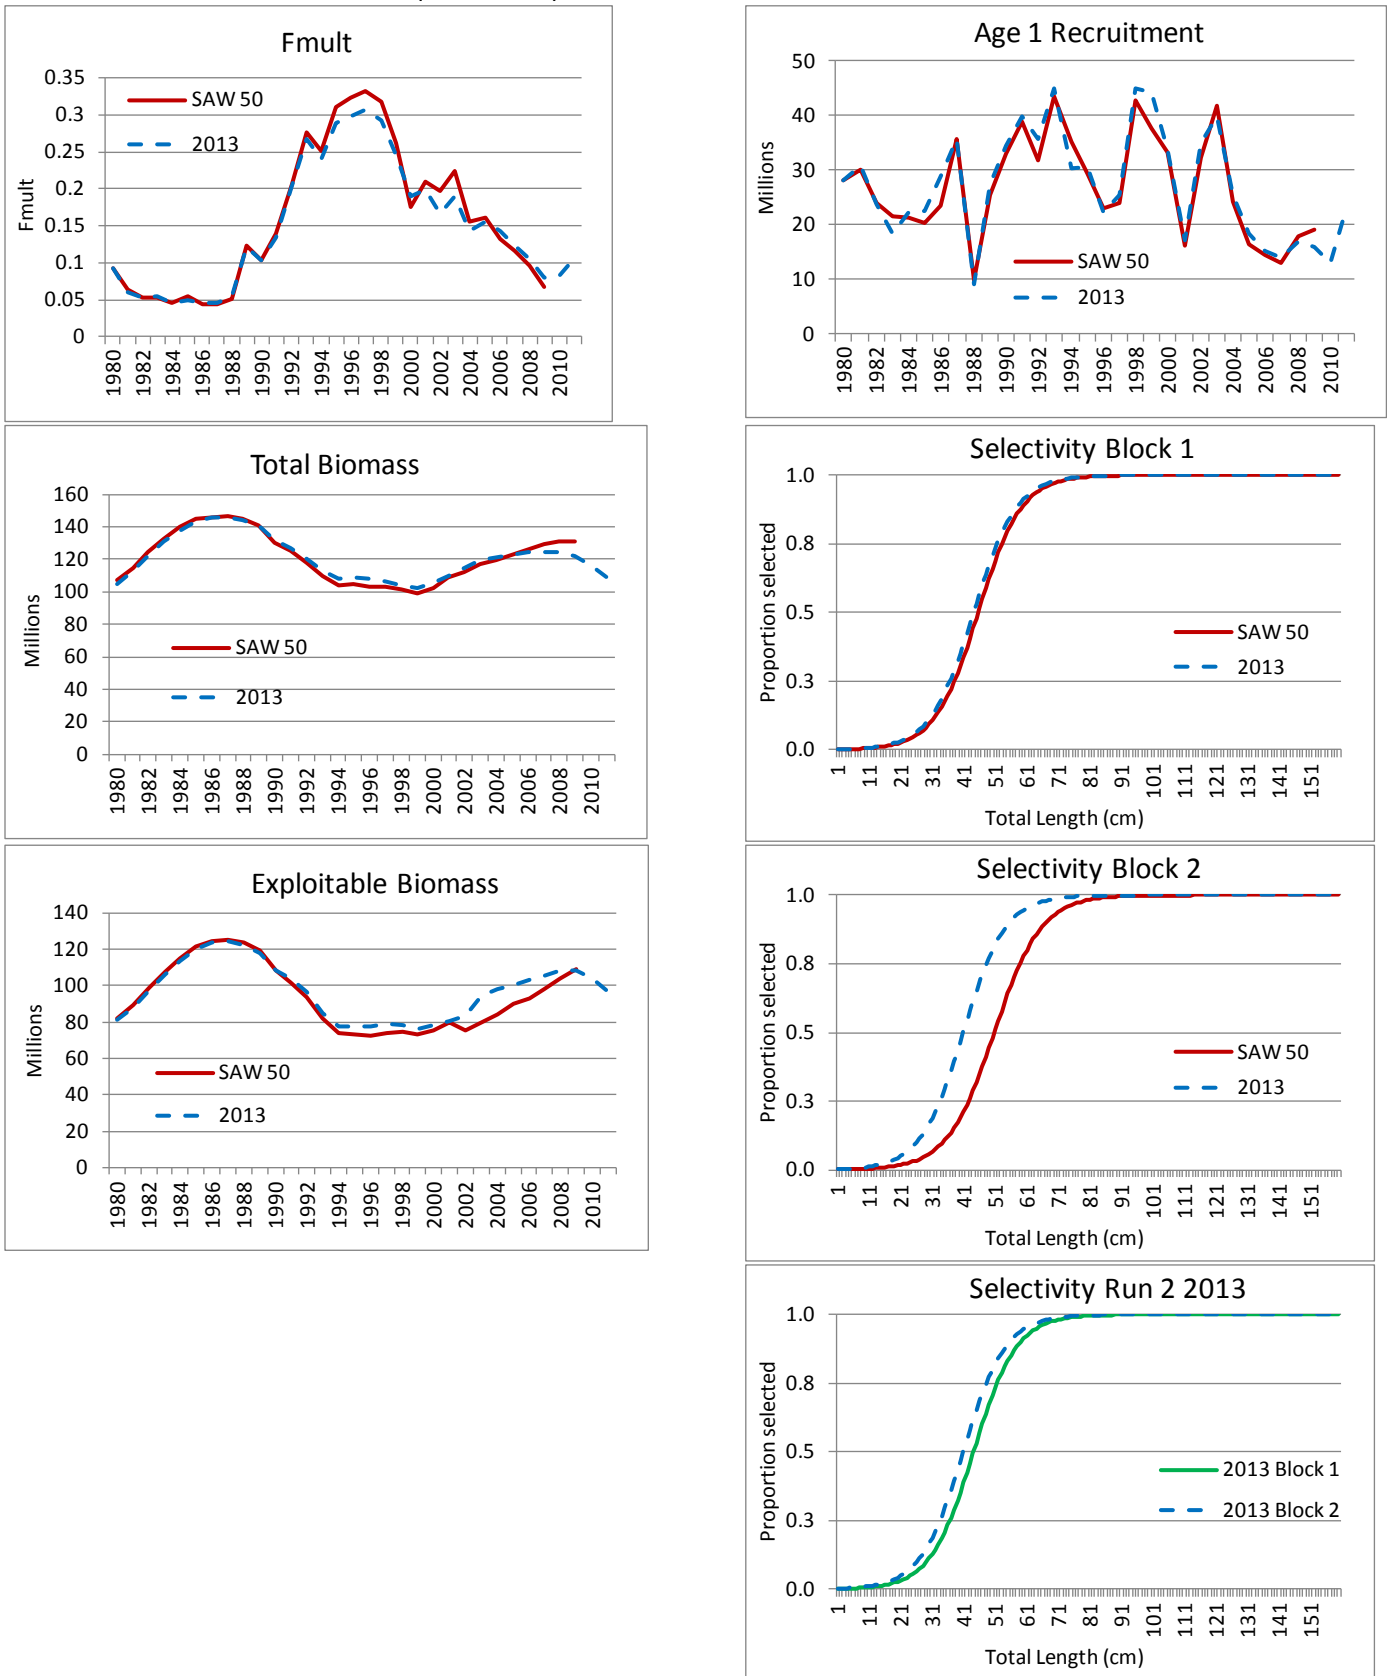 Fmult
0.35
0.3
0.25
0.2
0.15
0.1
0.05
0
Fmult
SAW 50
2013
1980 1982 1984 1986 1988 1990 1992 1994 1996 1998 2000 2002 2004 2006 2008 2010
Age 1 Recruitment
50
40
30
20
10
0
Millions
SAW 50
2013
1980 1982 1984 1986 1988 1990 1992 1994 1996 1998 2000 2002 2004 2006 2008 2010
Total Biomass
160
140
120
100
80
60
40
20
0
Millions
SAW 50
2013
1980 1982 1984 1986 1988 1990 1992 1994 1996 1998 2000 2002 2004 2006 2008 2010
Selectivity Block 1
1.0
0.8
0.5
0.3
0.0
Proportion selected
SAW 50
2013
1 11 21 31 41 51 61 71 81 91 101 111 121 131 141 151
Total Length (cm)
Exploitable Biomass
140
120
100
80
60
40
20
0
Millions
SAW 50
2013
1980 1982 1984 1986 1988 1990 1992 1994 1996 1998 2000 2002 2004 2006 2008 2010
Selectivity Block 2
1.0
0.8
0.5
0.3
0.0
Proportion selected
SAW 50
2013
1 11 21 31 41 51 61 71 81 91 101 111 121 131 141 151
Total Length (cm)
Selectivity Run 2 2013
1.0
0.8
0.5
0.3
0.0
Proportion selected
2013 Block 1
2013 Block 2
1 11 21 31 41 51 61 71 81 91 101 111 121 131 141 151
Total Length (cm)